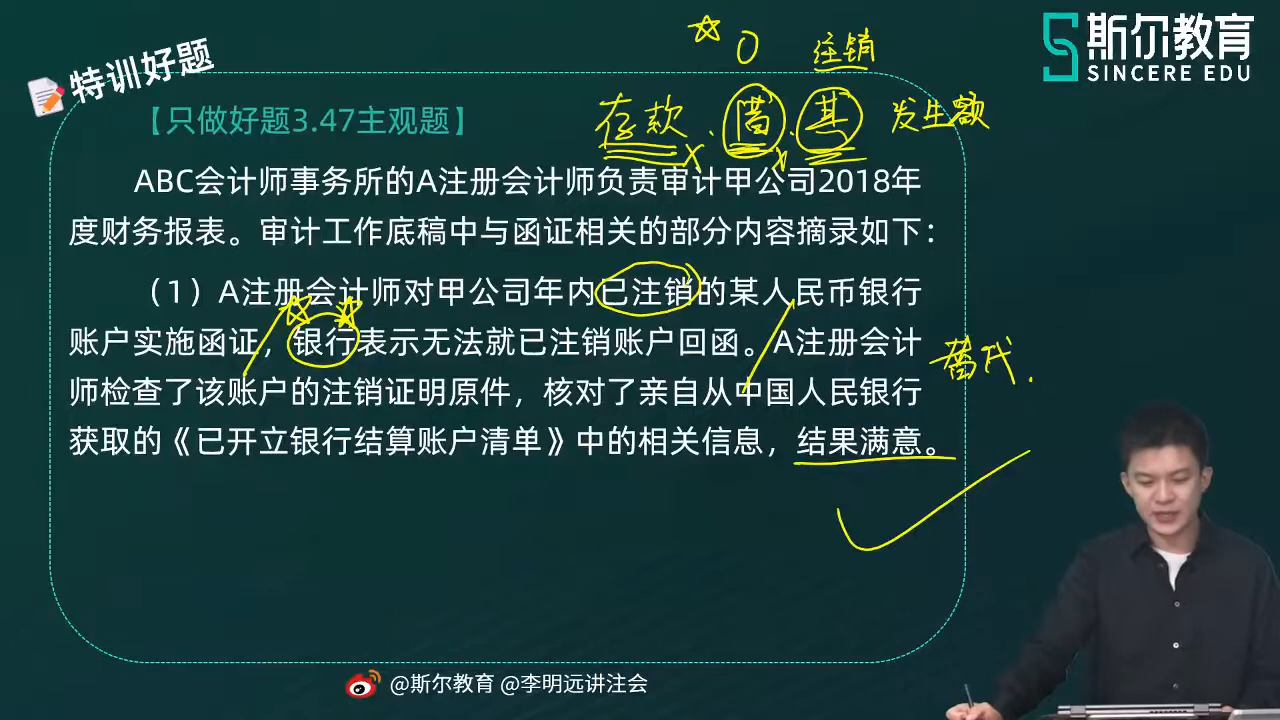 特训好题
斯尔教育
SINCERE EDU
0 注销
存款、借、其 发生额
【只做好题3.47主观题】
ABC会计师事务所的A注册会计师负责审计甲公司2018年
度财务报表。审计工作底稿中与函证相关的部分内容摘录如下：
（1）A注册会计师对甲公司年内已注销的某人民币银行
账户实施函证，银行表示无法就已注销账户回函。A注册会计
师检查了该账户的注销证明原件，核对了亲自从中国人民银行
获取的《已开立银行结算账户清单》中的相关信息，结果满意。
替代.
@斯尔教育 @李明远讲注会